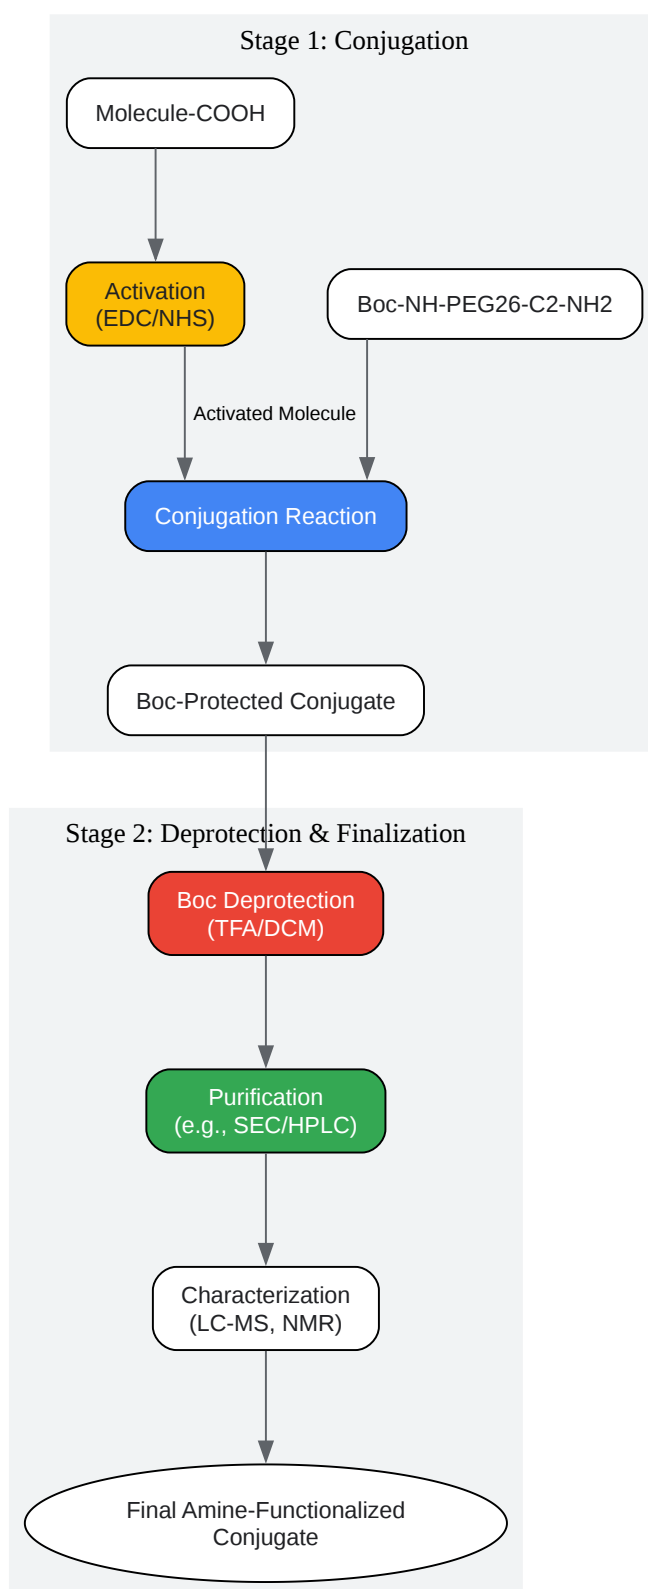 Stage 1: Conjugation
Molecule-COOH
Activation
(EDC/NHS)
Boc-NH-PEG26-C2-NH2
Activated Molecule
Conjugation Reaction
Boc-Protected Conjugate
Stage 2: Deprotection & Finalization
Boc Deprotection
(TFA/DCM)
Purification
(e.g., SEC/HPLC)
Characterization
(LC-MS, NMR)
Final Amine-Functionalized
Conjugate